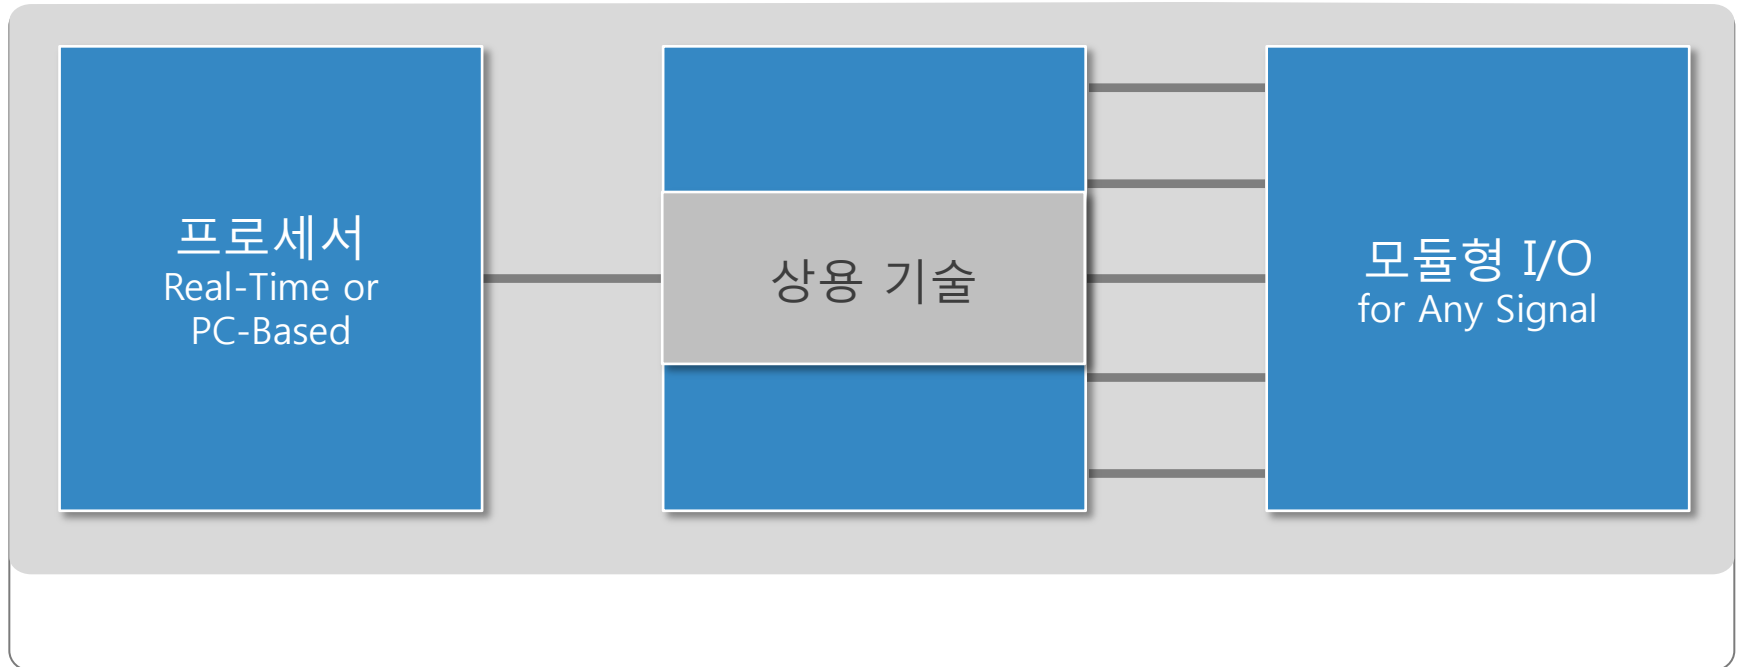 프로세서
Real-Time or
PC-Based
상용 기술
모듈형 I/O
for Any Signal